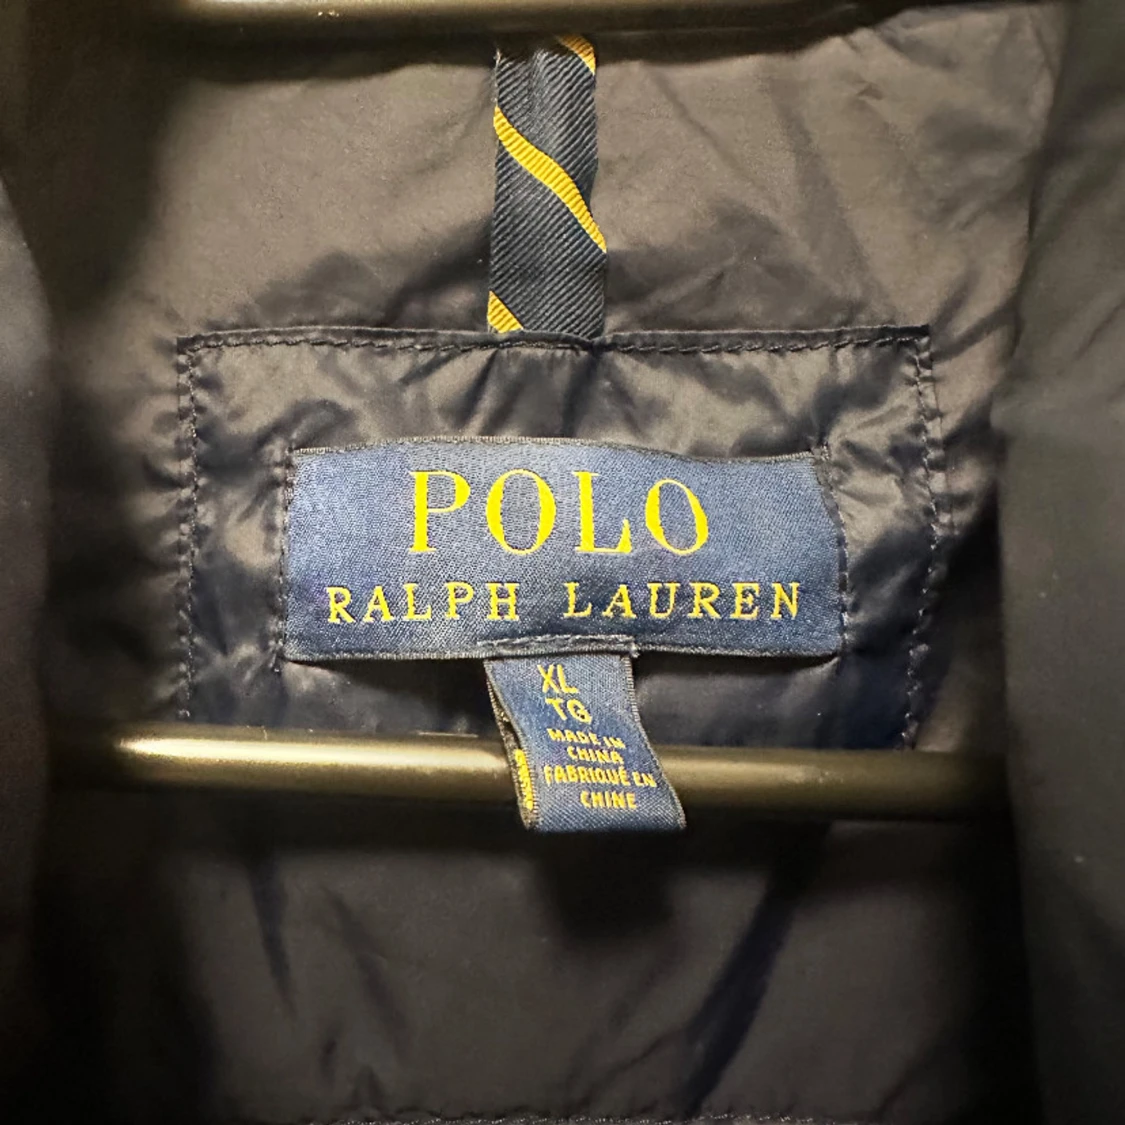 POLO
RALPH LAUREN
XL
TG
MADE IN
CHINA
FABRIQUÉ EN
CHINE